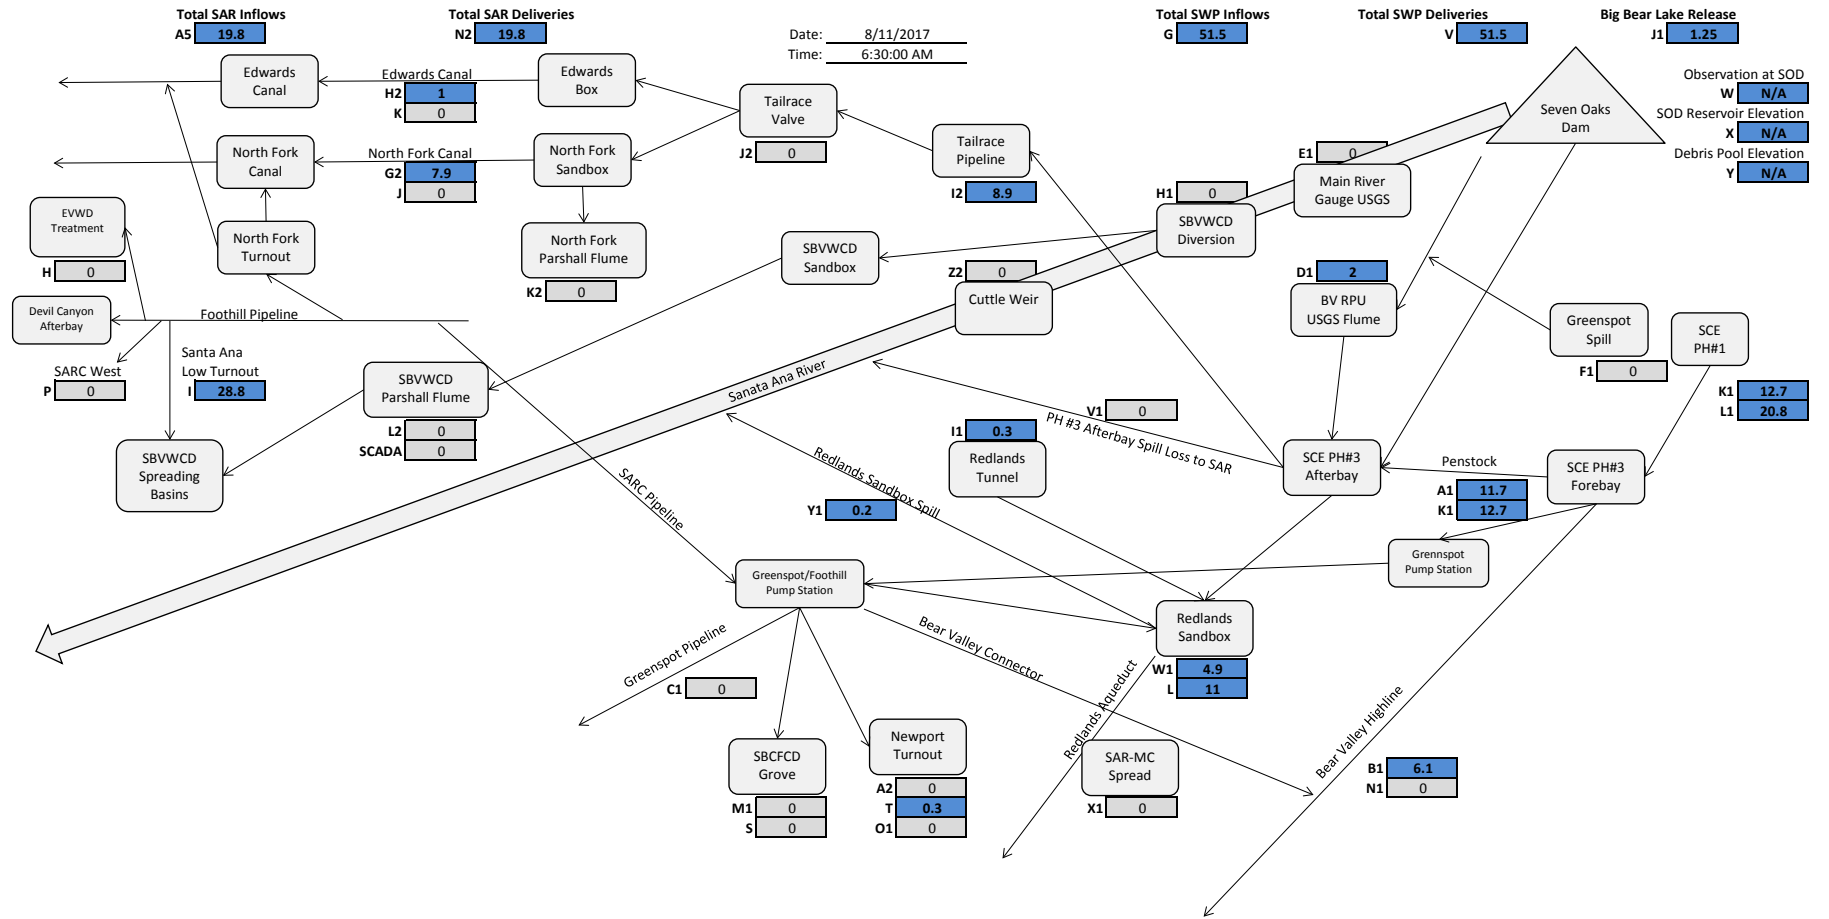 Total SAR Inflows
A5 19.8
Total SAR Deliveries
N2 19.8
Date: 8/11/2017
Time: 6:30:00 AM
Total SWP Inflows
G 51.5
Total SWP Deliveries
V 51.5
Big Bear Lake Release
J1 1.25
Observation at SOD
W N/A
SOD Reservoir Elevation
X N/A
Debris Pool Elevation
Y N/A
Edwards
Canal
Edwards Canal
H2 1
K 0
Edwards
Box
Tailrace
Valve
J2 0
Tailrace
Pipeline
I2 8.9
Seven Oaks
Dam
North Fork
Canal
North Fork Canal
G2 7.9
J 0
North Fork
Sandbox
E1 0
Main River
Gauge USGS
H1 0
SBVWCD
Diversion
EVWD
Treatment
H 0
North Fork
Turnout
North Fork
Parshall Flume
K2 0
SBVWCD
Sandbox
Z2 0
Cuttle Weir
D1 2
BV RPU
USGS Flume
Greenspot
Spill
F1 0
SCE
PH#1
K1 12.7
L1 20.8
Devil Canyon
Afterbay
Foothill Pipeline
SARC West
P 0
Santa Ana
Low Turnout
I 28.8
SBVWCD
Parshall Flume
L2 0
SCADA 0
SBVWCD
Spreading
Basins
Sanata Ana River
SARC Pipeline
V1 0
PH #3 Afterbay Spill Loss to SAR
I1 0.3
Redlands
Tunnel
Redlands Sandbox Spill
Y1 0.2
SCE PH#3
Afterbay
Penstock
A1 11.7
K1 12.7
SCE PH#3
Forebay
Grennspot
Pump Station
Greenspot/Foothill
Pump Station
Redlands
Sandbox
W1 4.9
L 11
Greenspot Pipeline
C1 0
Bear Valley Connector
Redlands Aqueduct
Bear Valley Highline
SBCFCD
Grove
M1 0
S 0
Newport
Turnout
A2 0
T 0.3
O1 0
SAR-MC
Spread
X1 0
B1 6.1
N1 0